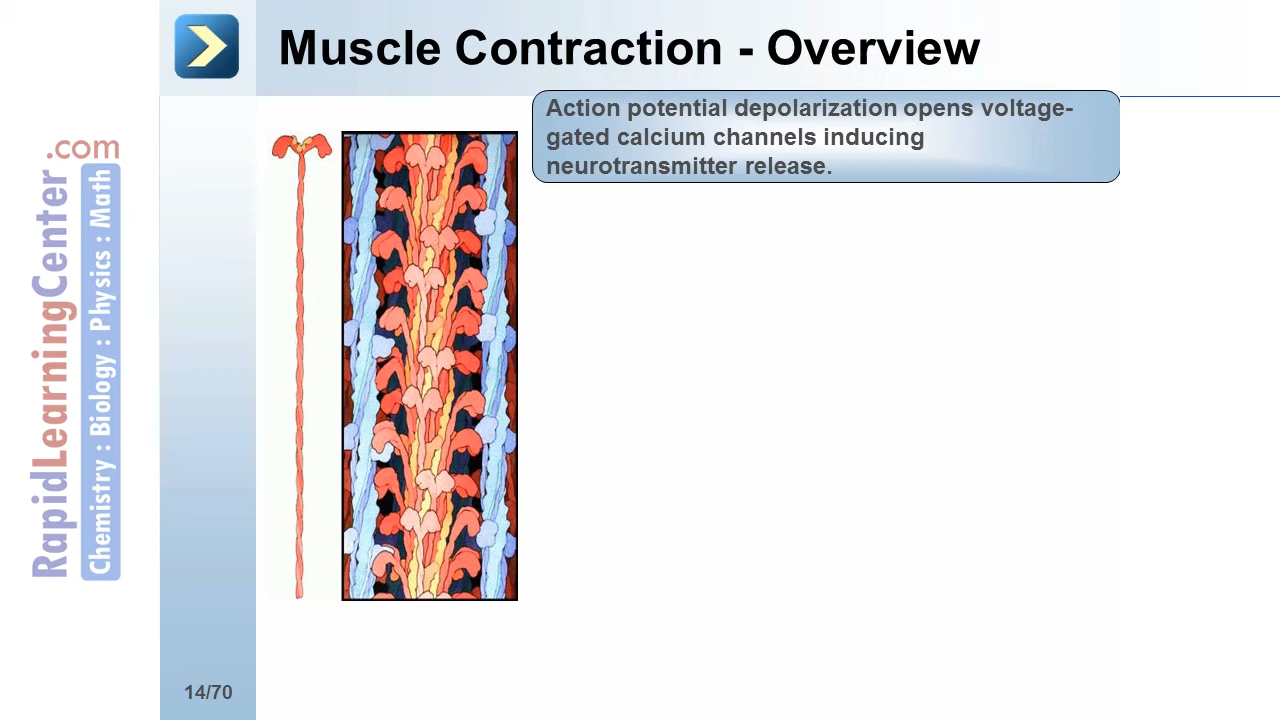 Muscle Contraction - Overview
Action potential depolarization opens voltage-
gated calcium channels inducing
neurotransmitter release.
RapidLearningCenter
.com
Chemistry : Biology : Physics : Math
14/70